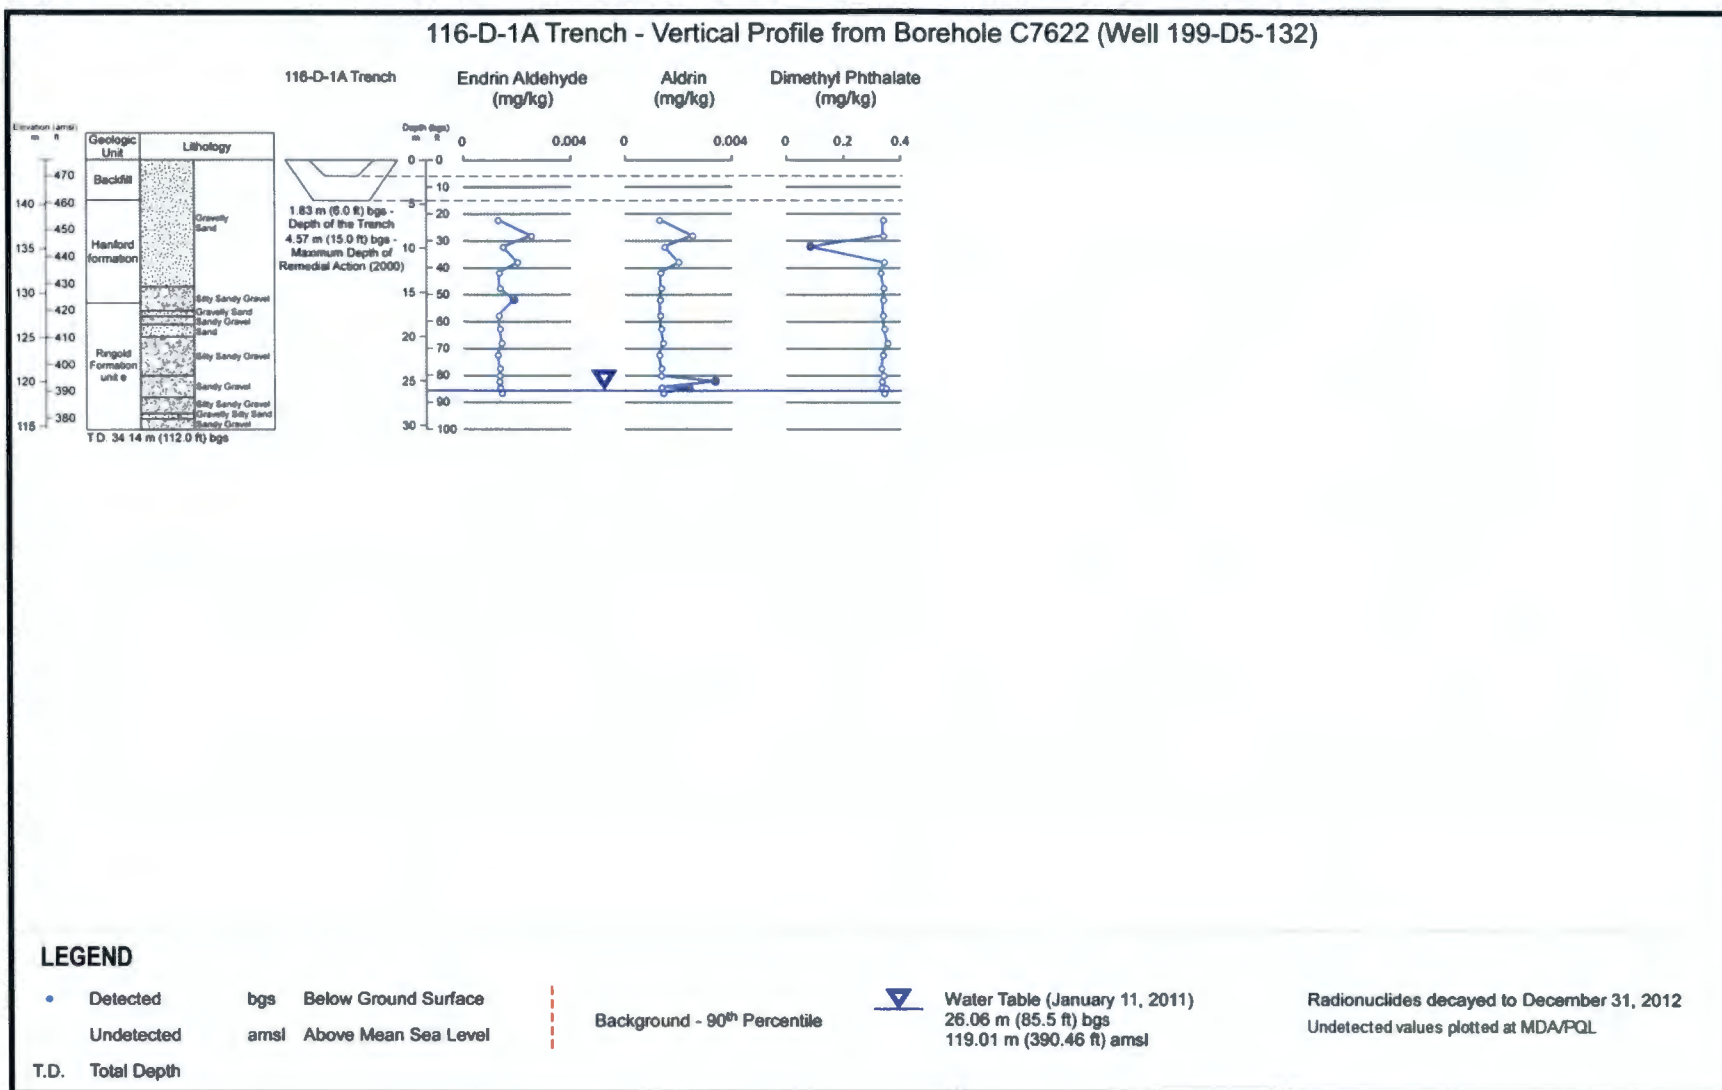 116-D-1A Trench - Vertical Profile from Borehole C7622 (Well 199-D5-132)
116-D-1A Trench
Endrin Aldehyde
(mg/kg)
Aldrin
(mg/kg)
Dimethyl Phthalate
(mg/kg)
Elevation (amsl)
m ft
Geologic
Unit
Lithology
Depth (bgs)
m ft
0 0.004
0 0.004
0 0.2 0.4
470
140 460
450
135 440
430
130 420
125 410
400
120 390
115 380
Backfill
Hanford
formation
Ringold
Formation
unit e
Gravelly
Sand
Silty Sandy Gravel
Gravelly Sand
Sandy Gravel
Sand
Silty Sandy Gravel
Sandy Gravel
Silty Sandy Gravel
Gravelly Silty Sand
Sandy Gravel
T.D. 34 14 m (112.0 ft) bgs
1.83 m (6.0 ft) bgs -
Depth of the Trench
4.57 m (15.0 ft) bgs -
Maximum Depth of
Remedial Action (2000)
0 0
10
5 20
30
10 40
15 50
60
20 70
80
25 90
30 100
LEGEND
Detected
bgs Below Ground Surface
Undetected
amsl Above Mean Sea Level
T.D. Total Depth
Background - 90th Percentile
Water Table (January 11, 2011)
26.06 m (85.5 ft) bgs
119.01 m (390.46 ft) amsl
Radionuclides decayed to December 31, 2012
Undetected values plotted at MDA/PQL